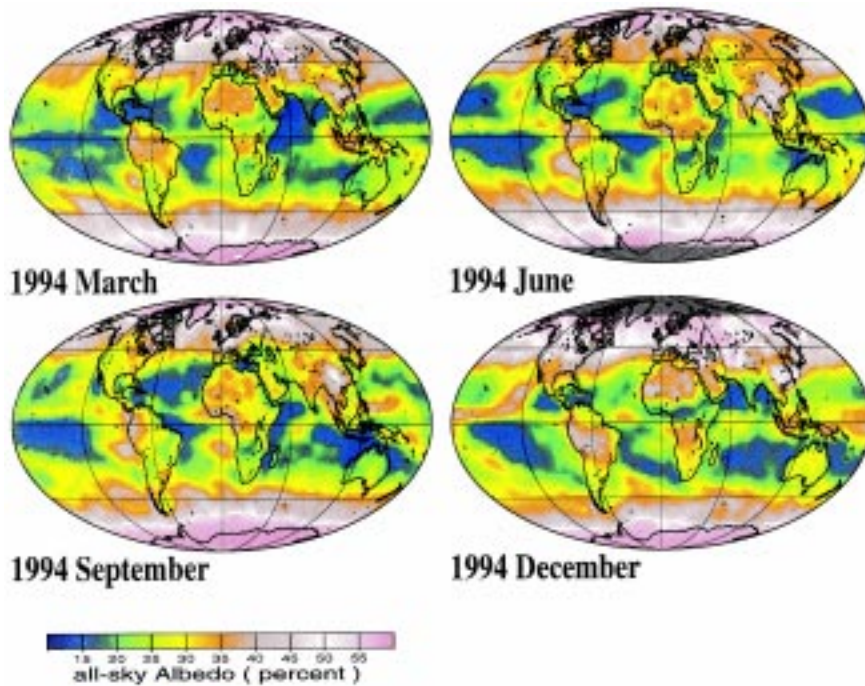 1994 March
1994 June
1994 September
1994 December
15 20 25 30 35 40 45 50 55
all-sky Albedo ( percent )